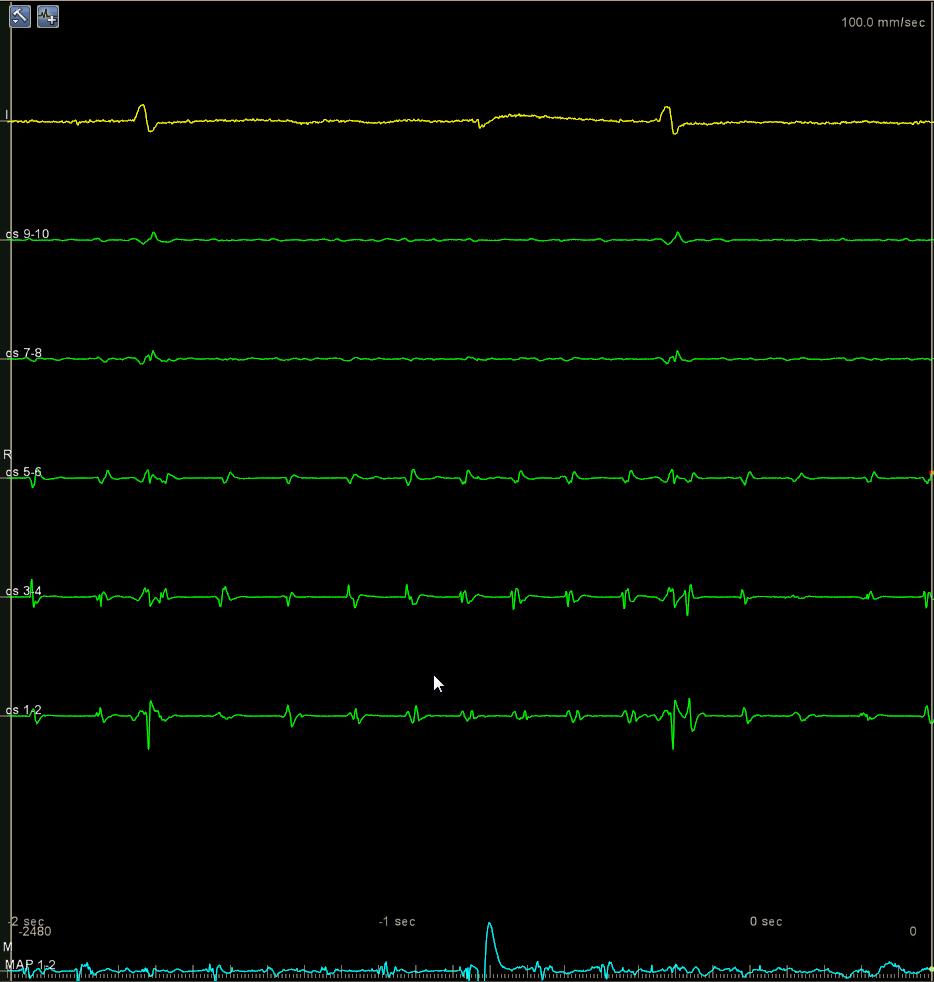 100.0 mm/sec
I
cs 9-10
cs 7-8
R
cs 5-6
cs 3-4
cs 1-2
-2 sec
-1 sec
0 sec
-2480
0
M
MAP 1-2